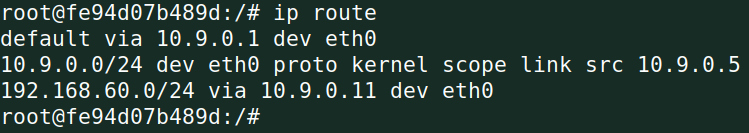 root@fe94d07b489d:/# ip route
default via 10.9.0.1 dev eth0
10.9.0.0/24 dev eth0 proto kernel scope link src 10.9.0.5
192.168.60.0/24 via 10.9.0.11 dev eth0
root@fe94d07b489d:/#